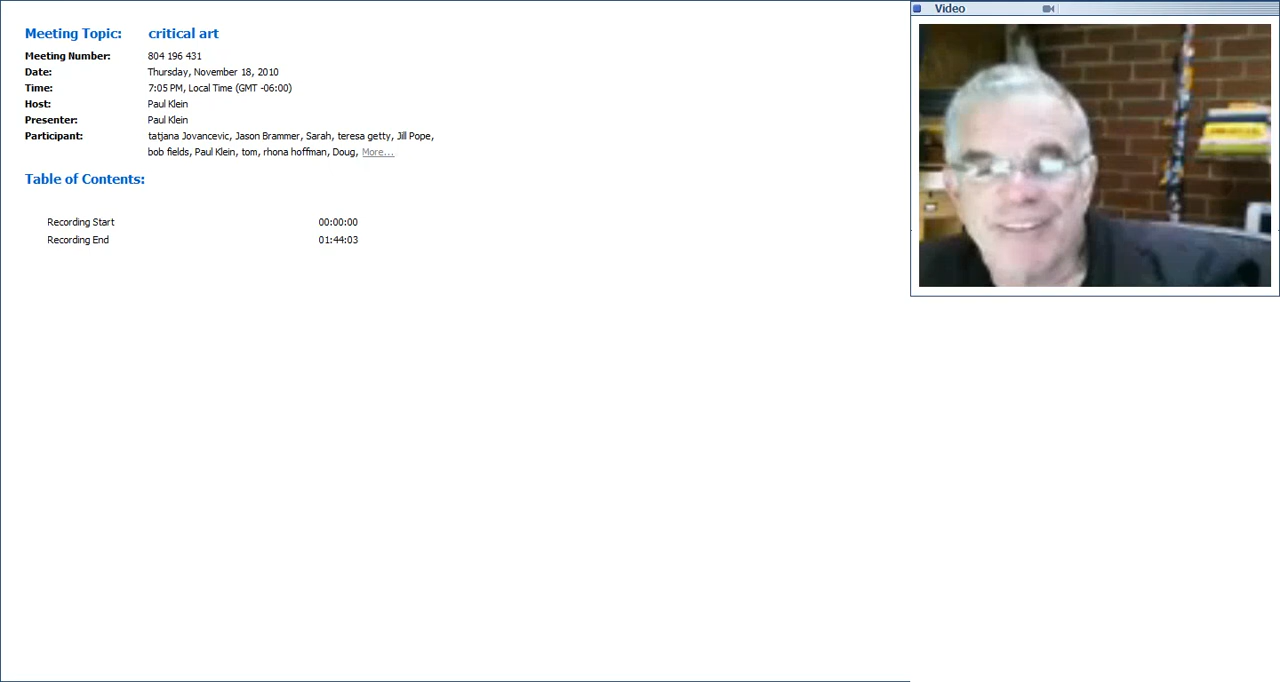 Meeting Topic: critical art
Meeting Number: 804 196 431
Date: Thursday, November 18, 2010
Time: 7:05 PM, Local Time (GMT -06:00)
Host: Paul Klein
Presenter: Paul Klein
Participant: tatjana Jovancevic, Jason Brammer, Sarah, teresa getty, Jill Pope,
bob fields, Paul Klein, tom, rhona hoffman, Doug, More...
Table of Contents:
Recording Start 00:00:00
Recording End 01:44:03
Video